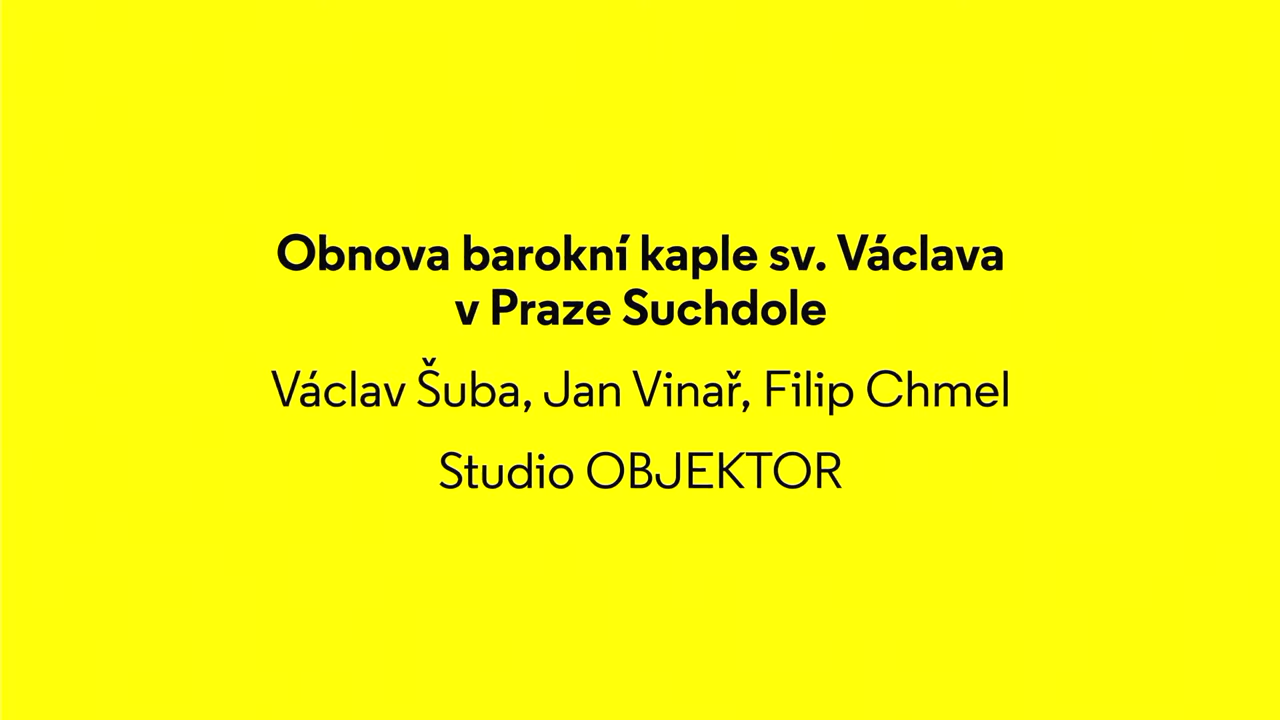 Obnova barokní kaple sv. Václava
v Praze Suchdole
Václav Šuba, Jan Vinař, Filip Chmel
Studio OBJEKTOR